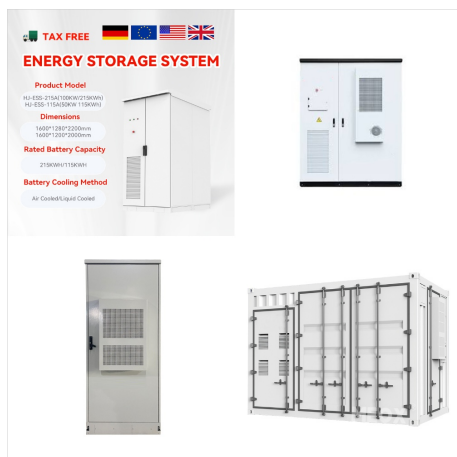 TAX FREE
ENERGY STORAGE SYSTEM
Product Model
HJ-ESS-215A(100KW/215KWh)
HJ-ESS-115A(50KW 115KWh)
Dimensions
1600*1280*2200mm
1600*1200*2000mm
Rated Battery Capacity
215KWH/115KWH
Battery Cooling Method
Air Cooled/Liquid Cooled